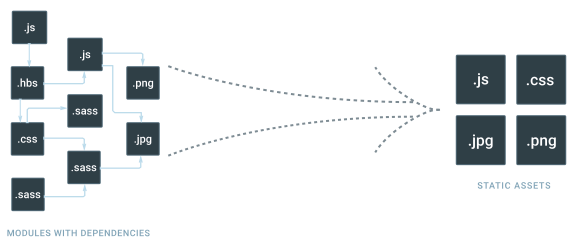 .js
.js
.hbs
.png
.sass
.css
.jpg
.sass
.sass
MODULES WITH DEPENDENCIES
.js
.css
.jpg
.png
STATIC ASSETS